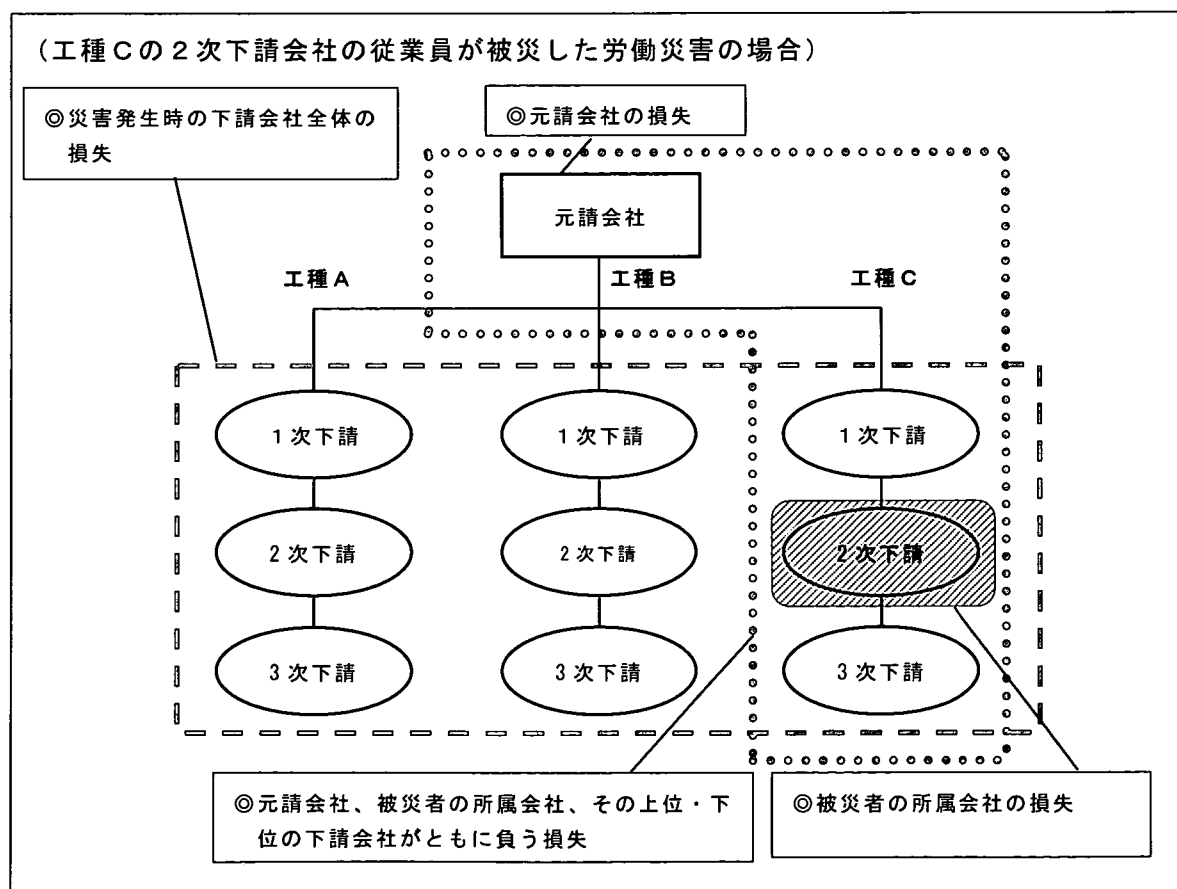 (工種Cの2次下請会社の従業員が被災した労働災害の場合)
◎災害発生時の下請会社全体の
損失
◎元請会社の損失
元請会社
工種A
工種B
工種C
1次下請
1次下請
1次下請
2次下請
2次下請
2次下請
3次下請
3次下請
3次下請
◎元請会社、被災者の所属会社、その上位・下
位の下請会社がともに負う損失
◎被災者の所属会社の損失